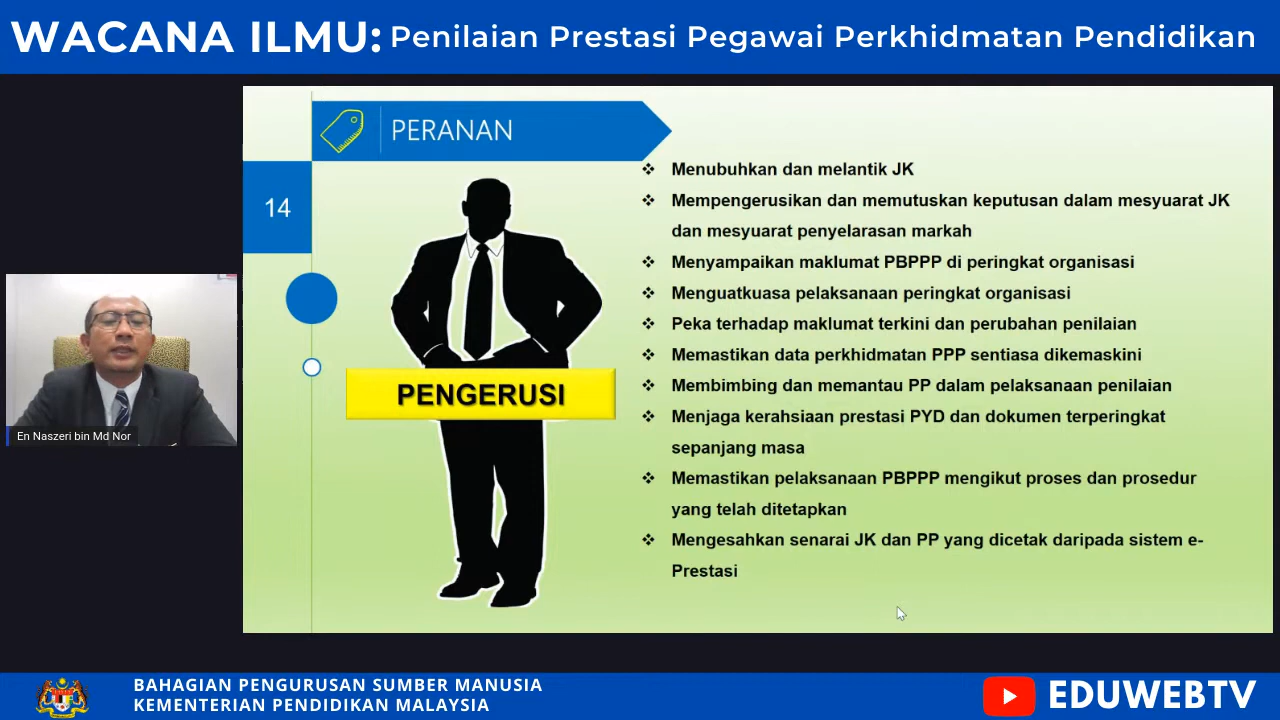 WACANA ILMU: Penilaian Prestasi Pegawai Perkhidmatan Pendidikan
PERANAN
14
PENGERUSI
❖ Menubuhkan dan melantik JK
❖ Mempengerusikan dan memutuskan keputusan dalam mesyuarat JK
dan mesyuarat penyelarasan markah
❖ Menyampaikan maklumat PBPPP di peringkat organisasi
❖ Menguatkuasa pelaksanaan peringkat organisasi
❖ Peka terhadap maklumat terkini dan perubahan penilaian
❖ Memastikan data perkhidmatan PPP sentiasa dikemaskini
❖ Membimbing dan memantau PP dalam pelaksanaan penilaian
❖ Menjaga kerahsiaan prestasi PYD dan dokumen terperingkat
sepanjang masa
❖ Memastikan pelaksanaan PBPPP mengikut proses dan prosedur
yang telah ditetapkan
❖ Mengesahkan senarai JK dan PP yang dicetak daripada sistem e-
Prestasi
En Naszeri bin Md Nor
BAHAGIAN PENGURUSAN SUMBER MANUSIA
KEMENTERIAN PENDIDIKAN MALAYSIA
EDUWEBTV